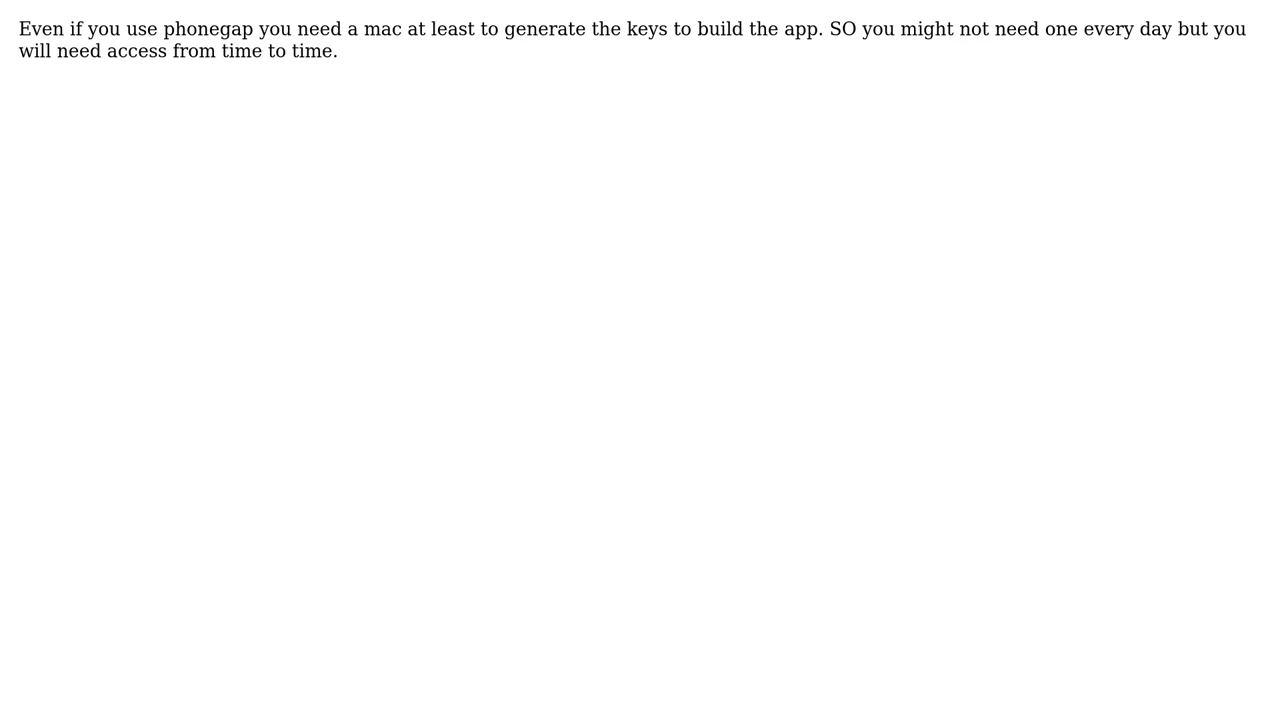 Even if you use phonegap you need a mac at least to generate the keys to build the app. SO you might not need one every day but you
will need access from time to time.